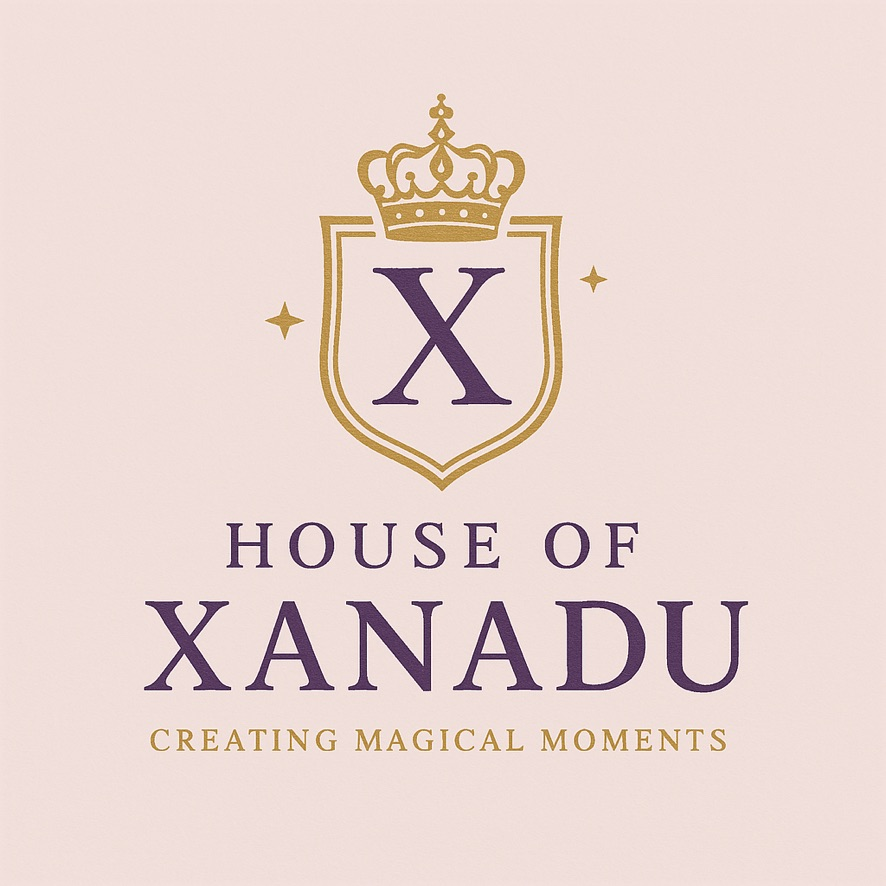 X
HOUSE OF
XANADU
CREATING MAGICAL MOMENTS